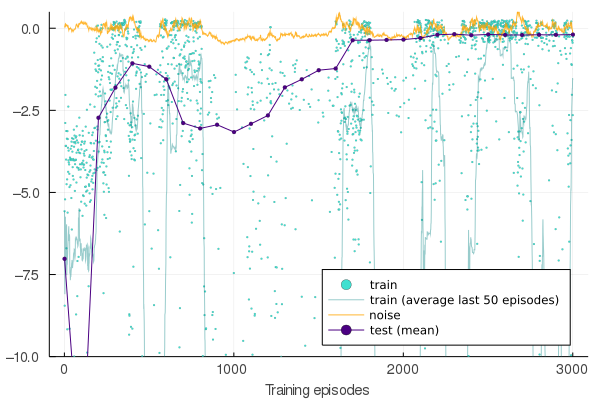 0.0
−2.5
−5.0
−7.5
−10.0
0
1000
2000
3000
Training episodes
train
train (average last 50 episodes)
noise
test (mean)